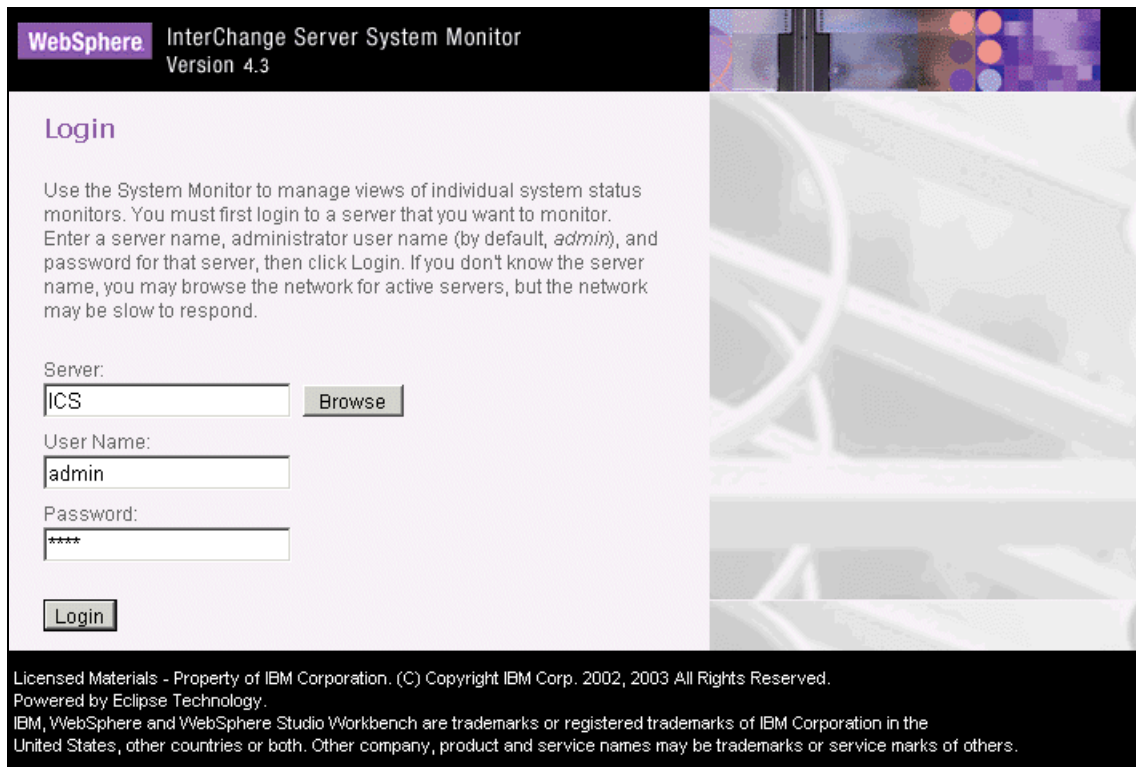 WebSphere. InterChange Server System Monitor
Version 4.3
Login
Use the System Monitor to manage views of individual system status
monitors. You must first login to a server that you want to monitor.
Enter a server name, administrator user name (by default, admin), and
password for that server, then click Login. If you don't know the server
name, you may browse the network for active servers, but the network
may be slow to respond.
Server:
ICS Browse
User Name:
admin
Password:
****
Login
Licensed Materials - Property of IBM Corporation. (C) Copyright IBM Corp. 2002, 2003 All Rights Reserved.
Powered by Eclipse Technology.
IBM, WebSphere and WebSphere Studio Workbench are trademarks or registered trademarks of IBM Corporation in the
United States, other countries or both. Other company, product and service names may be trademarks or service marks of others.